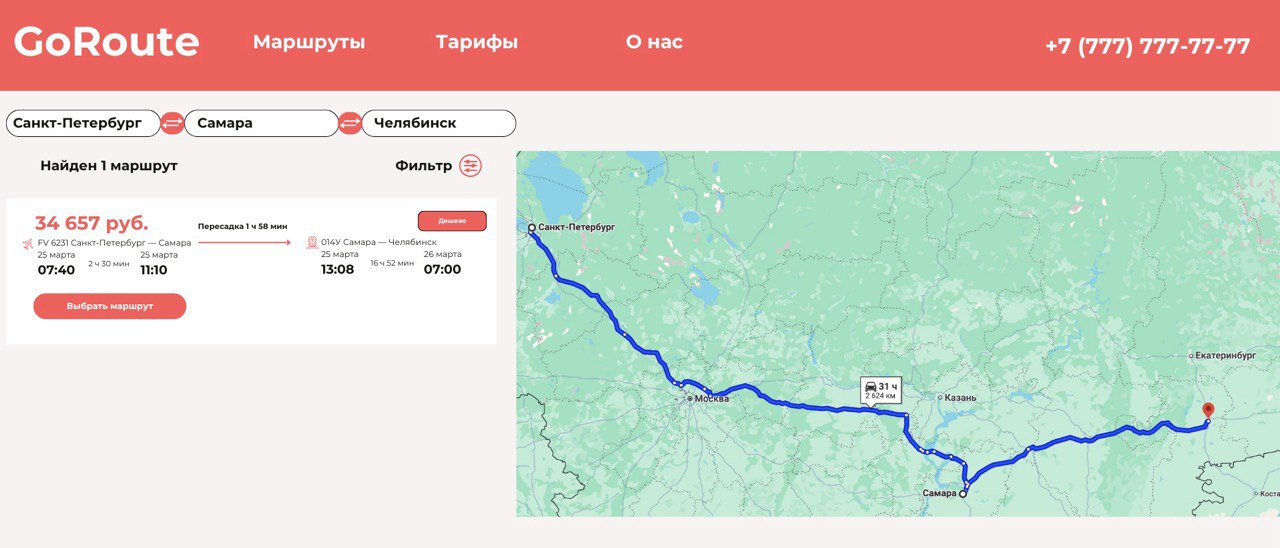 GoRoute
Маршруты
Тарифы
О нас
+7 (777) 777-77-77
Санкт-Петербург
Самара
Челябинск
Найден 1 маршрут
Фильтр
34 657 руб.
Пересадка 1 ч 58 мин
Дешево
FV 6231 Санкт-Петербург — Самара
014У Самара — Челябинск
25 марта
25 марта
25 марта
26 марта
07:40
2 ч 30 мин
11:10
13:08
16 ч 52 мин
07:00
Выбрать маршрут
Санкт-Петербург
Екатеринбург
31 ч
2 624 км
Казань
Москва
Самара
Коста